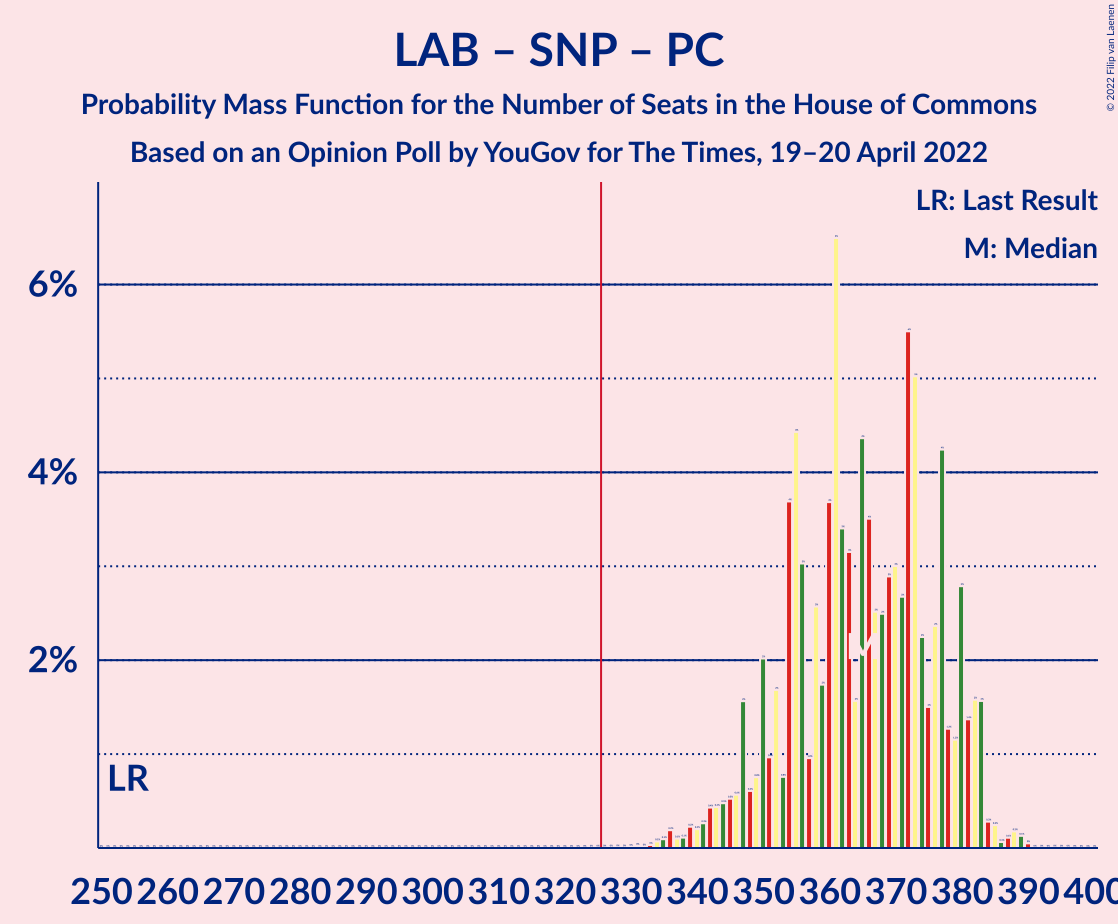 LAB – SNP – PC
Probability Mass Function for the Number of Seats in the House of Commons
Based on an Opinion Poll by YouGov for The Times, 19–20 April 2022
© 2022 Filip van Laenen
LR: Last Result
M: Median
6%
4%
2%
LR
M
250 260 270 280 290 300 310 320 330 340 350 360 370 380 390 400